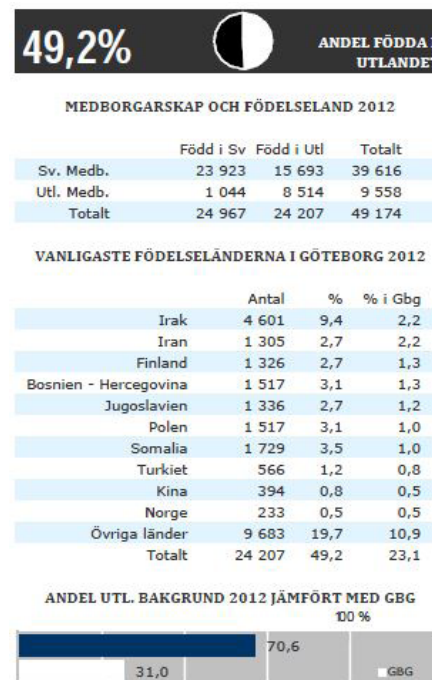 49,2%
ANDEL FÖDDA I
UTLANDET
MEDBORGARSKAP OCH FÖDELSELAND 2012
Född i Sv Född i Utl Totalt
Sv. Medb. 23 923 15 693 39 616
Utl. Medb. 1 044 8 514 9 558
Totalt 24 967 24 207 49 174
VANLIGASTE FÖDELSELÄNDERNA I GÖTEBORG 2012
Antal % % i Gbg
Irak 4 601 9,4 2,2
Iran 1 305 2,7 2,2
Finland 1 326 2,7 1,3
Bosnien - Hercegovina 1 517 3,1 1,3
Jugoslavien 1 336 2,7 1,2
Polen 1 517 3,1 1,0
Somalia 1 729 3,5 1,0
Turkiet 566 1,2 0,8
Kina 394 0,8 0,5
Norge 233 0,5 0,5
Övriga länder 9 683 19,7 10,9
Totalt 24 207 49,2 23,1
ANDEL UTL. BAKGRUND 2012 JÄMFÖRT MED GBG
100 %
70,6
31,0 GBG